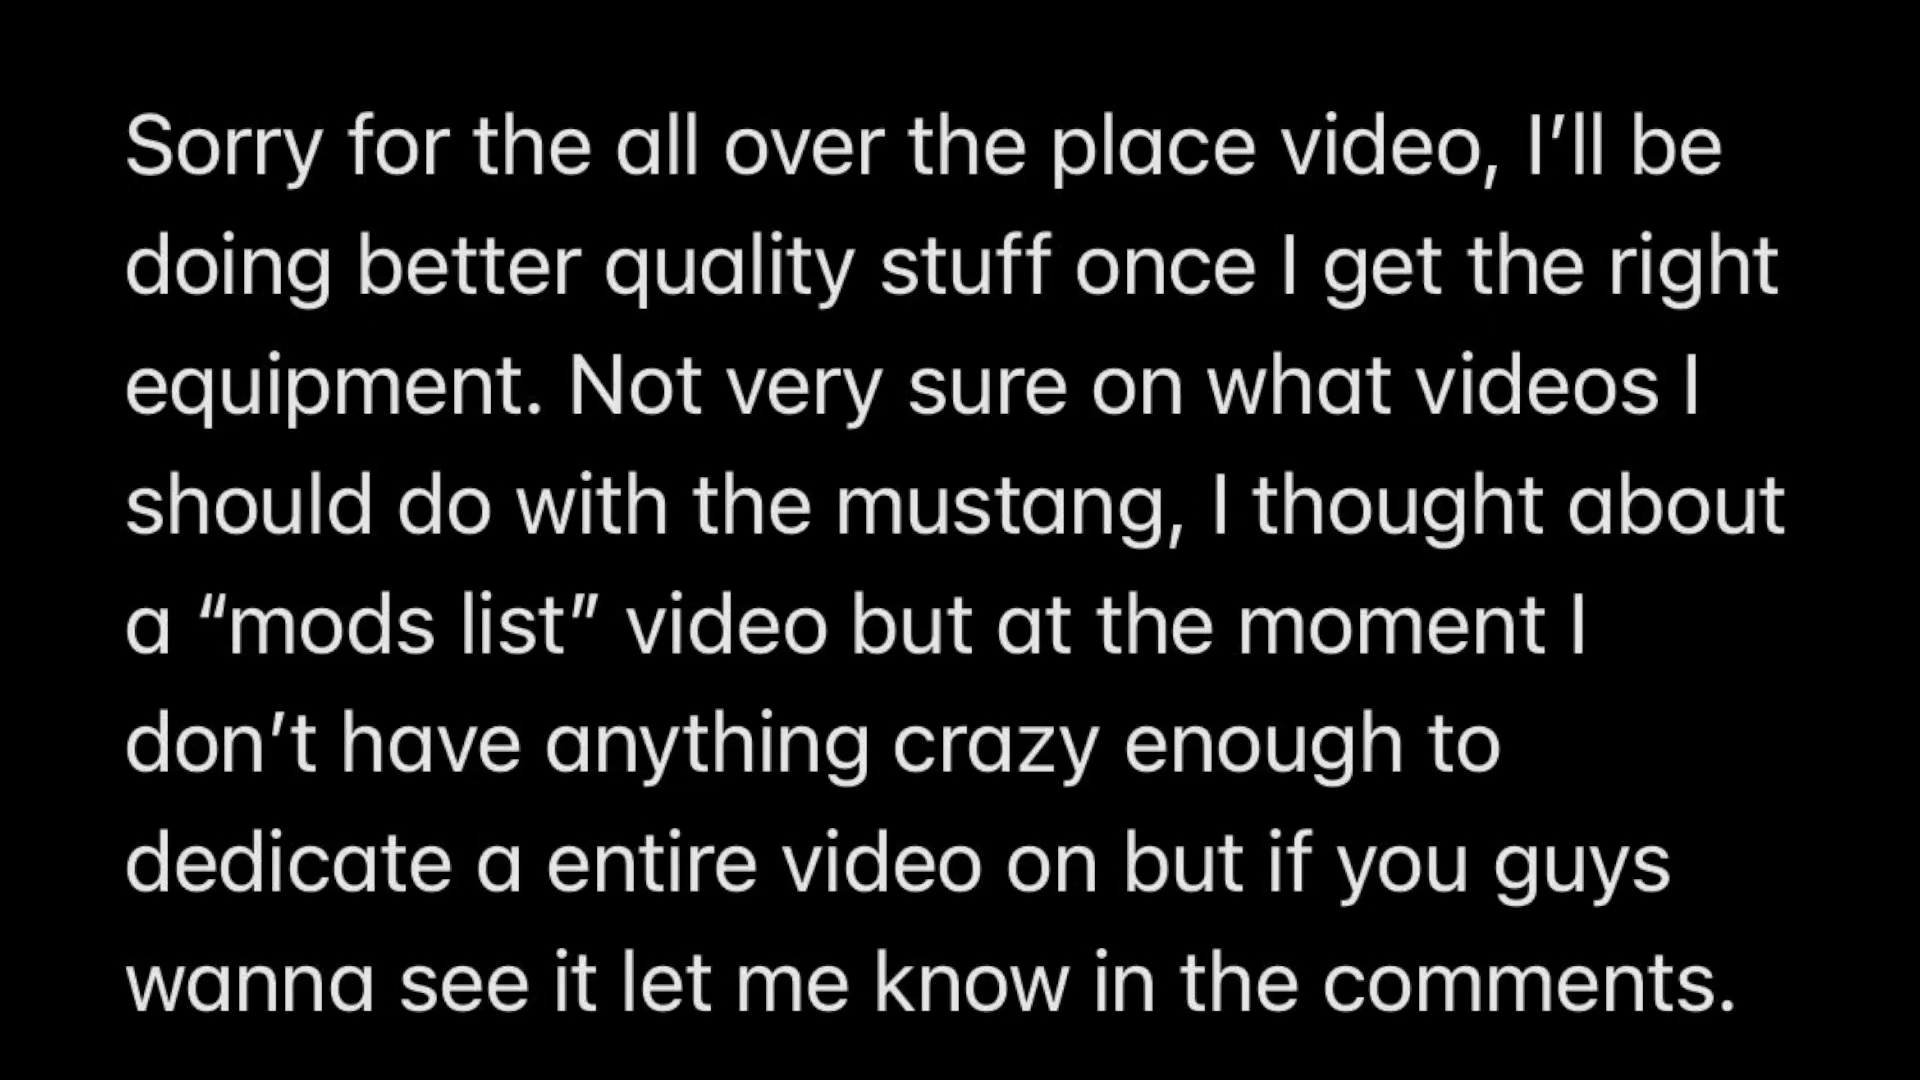 Sorry for the all over the place video, I’ll be
doing better quality stuff once I get the right
equipment. Not very sure on what videos I
should do with the mustang, I thought about
a “mods list” video but at the moment I
don’t have anything crazy enough to
dedicate a entire video on but if you guys
wanna see it let me know in the comments.